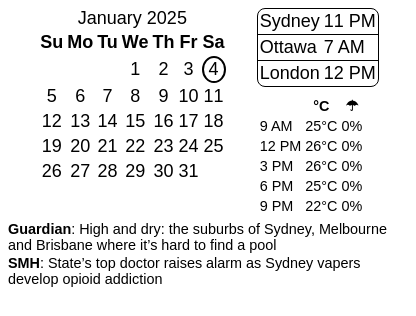 January 2025
Su Mo Tu We Th Fr Sa
1 2 3 4
5 6 7 8 9 10 11
12 13 14 15 16 17 18
19 20 21 22 23 24 25
26 27 28 29 30 31
Sydney 11 PM
Ottawa 7 AM
London 12 PM
°C ☂
9 AM 25°C 0%
12 PM 26°C 0%
3 PM 26°C 0%
6 PM 25°C 0%
9 PM 22°C 0%
Guardian: High and dry: the suburbs of Sydney, Melbourne
and Brisbane where it’s hard to find a pool
SMH: State’s top doctor raises alarm as Sydney vapers
develop opioid addiction